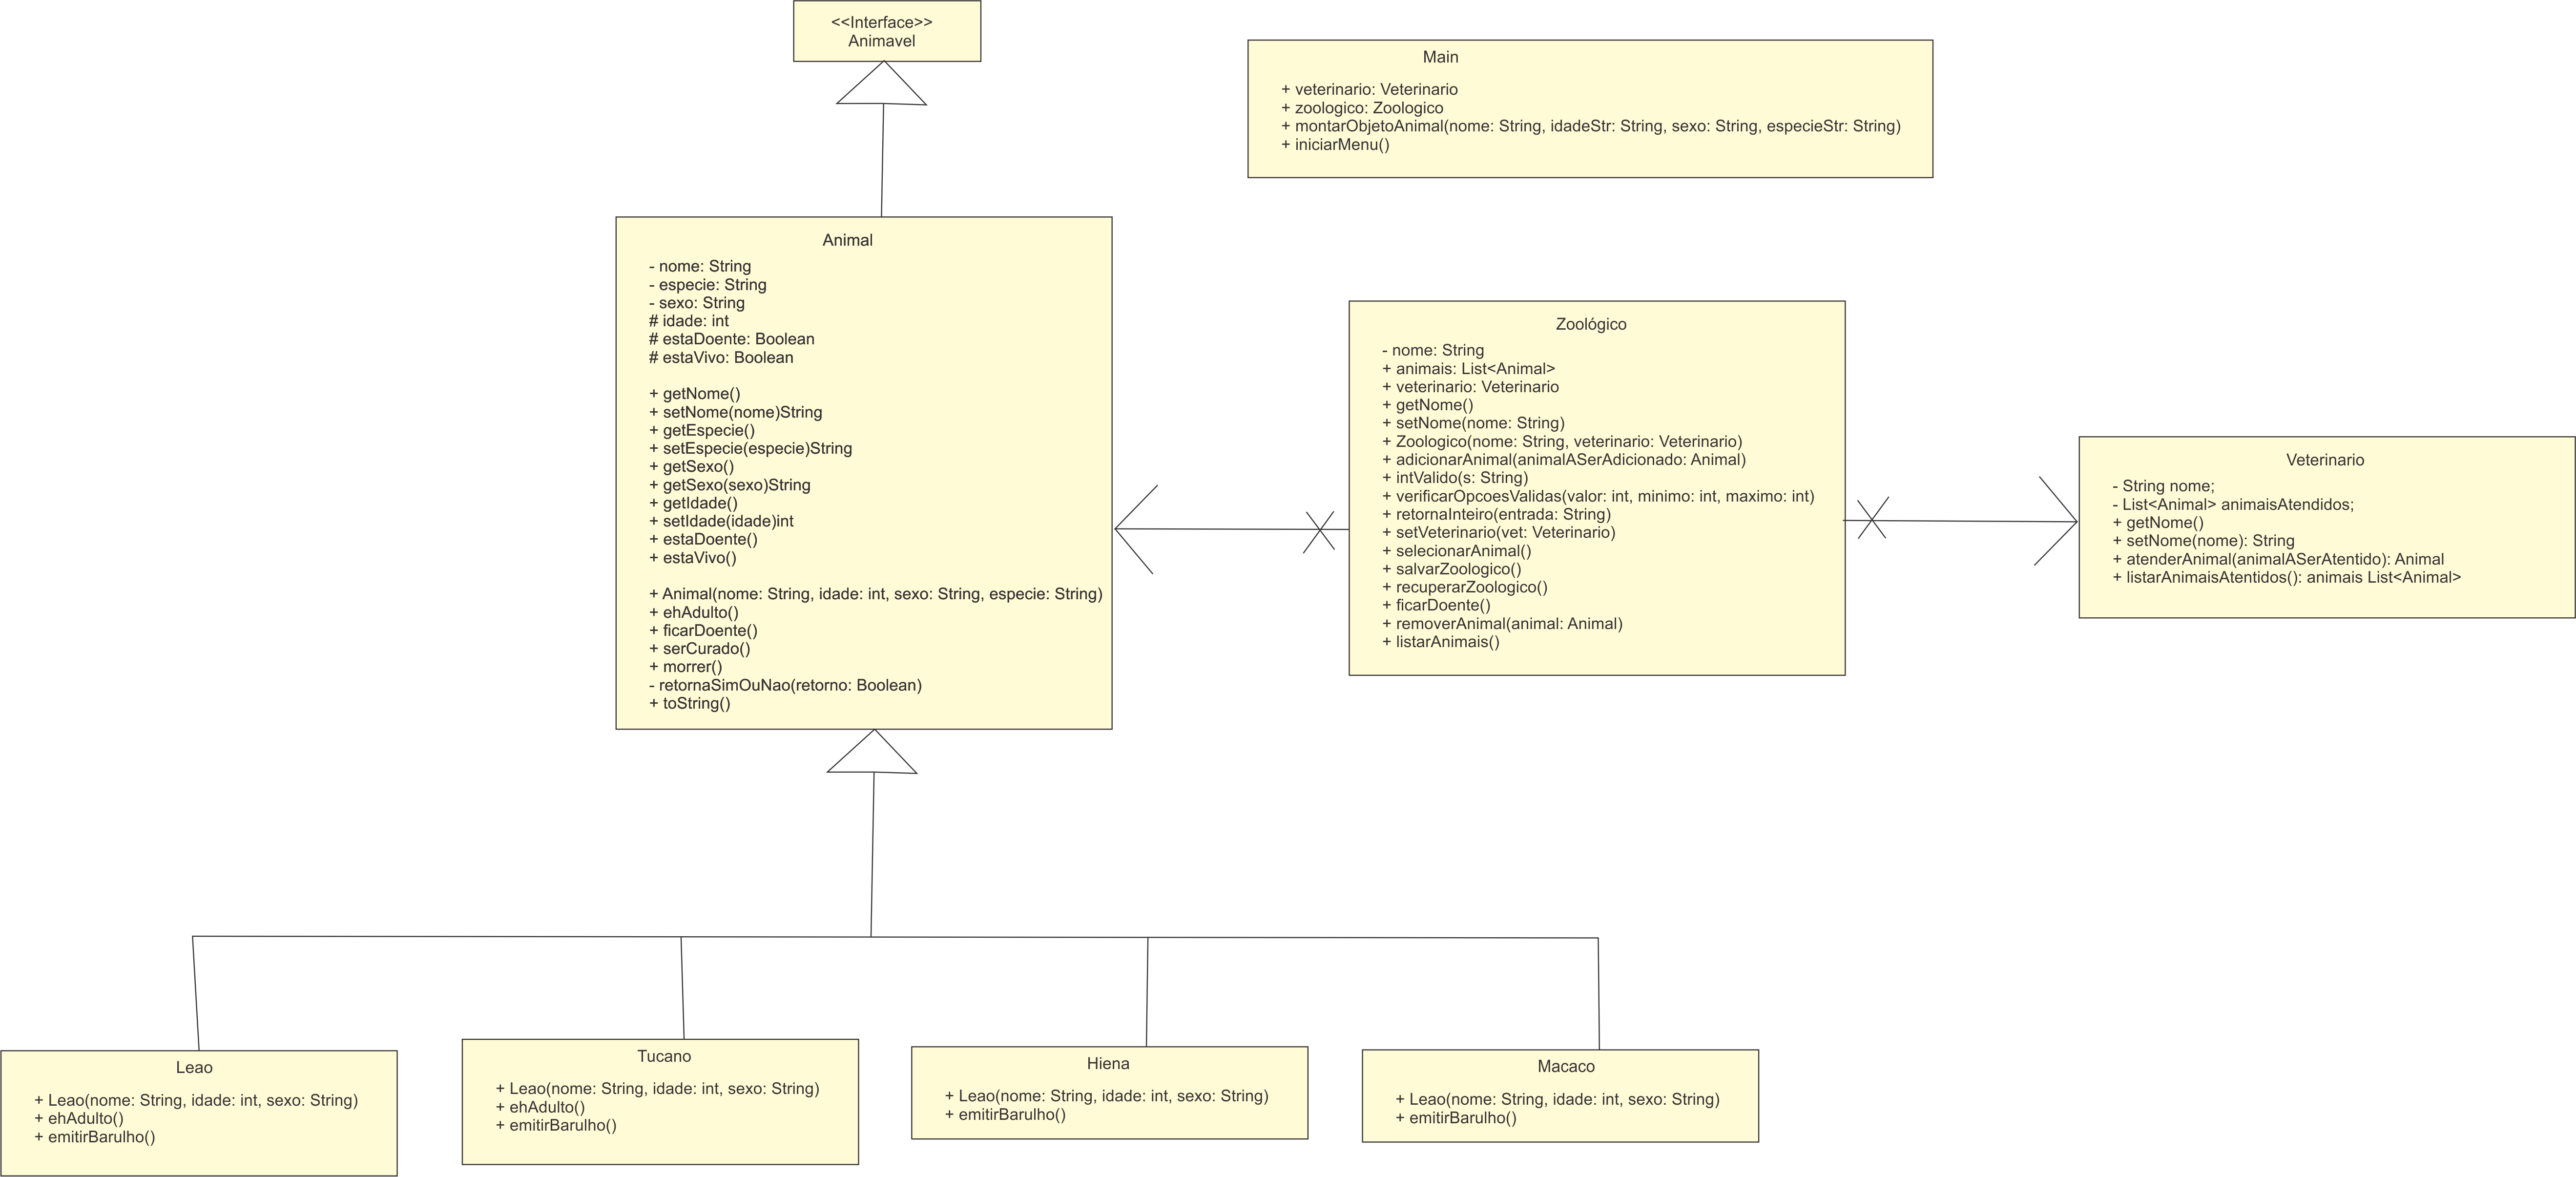 <<Interface>>
Animavel
Main
+ veterinario: Veterinario
+ zoologico: Zoologico
+ montarObjetoAnimal(nome: String, idadeStr: String, sexo: String, especieStr: String)
+ iniciarMenu()
Animal
- nome: String
- especie: String
- sexo: String
# idade: int
# estaDoente: Boolean
# estaVivo: Boolean
+ getNome()
+ setNome(nome)String
+ getEspecie()
+ setEspecie(especie)String
+ getSexo()
+ getSexo(sexo)String
+ getIdade()
+ setIdade(idade)int
+ estaDoente()
+ estaVivo()
+ Animal(nome: String, idade: int, sexo: String, especie: String)
+ ehAdulto()
+ ficarDoente()
+ serCurado()
+ morrer()
- retornaSimOuNao(retorno: Boolean)
+ toString()
Zoológico
- nome: String
+ animais: List<Animal>
+ veterinario: Veterinario
+ getNome()
+ setNome(nome: String)
+ Zoologico(nome: String, veterinario: Veterinario)
+ adicionarAnimal(animalASerAdicionado: Animal)
+ intValido(s: String)
+ verificarOpcoesValidas(valor: int, minimo: int, maximo: int)
+ retornaInteiro(entrada: String)
+ setVeterinario(vet: Veterinario)
+ selecionarAnimal()
+ salvarZoologico()
+ recuperarZoologico()
+ ficarDoente()
+ removerAnimal(animal: Animal)
+ listarAnimais()
Veterinario
- String nome;
- List<Animal> animaisAtendidos;
+ getNome()
+ setNome(nome): String
+ atenderAnimal(animalASerAtentido): Animal
+ listarAnimaisAtentidos(): animais List<Animal>
Leao
+ Leao(nome: String, idade: int, sexo: String)
+ ehAdulto()
+ emitirBarulho()
Tucano
+ Leao(nome: String, idade: int, sexo: String)
+ ehAdulto()
+ emitirBarulho()
Hiena
+ Leao(nome: String, idade: int, sexo: String)
+ emitirBarulho()
Macaco
+ Leao(nome: String, idade: int, sexo: String)
+ emitirBarulho()